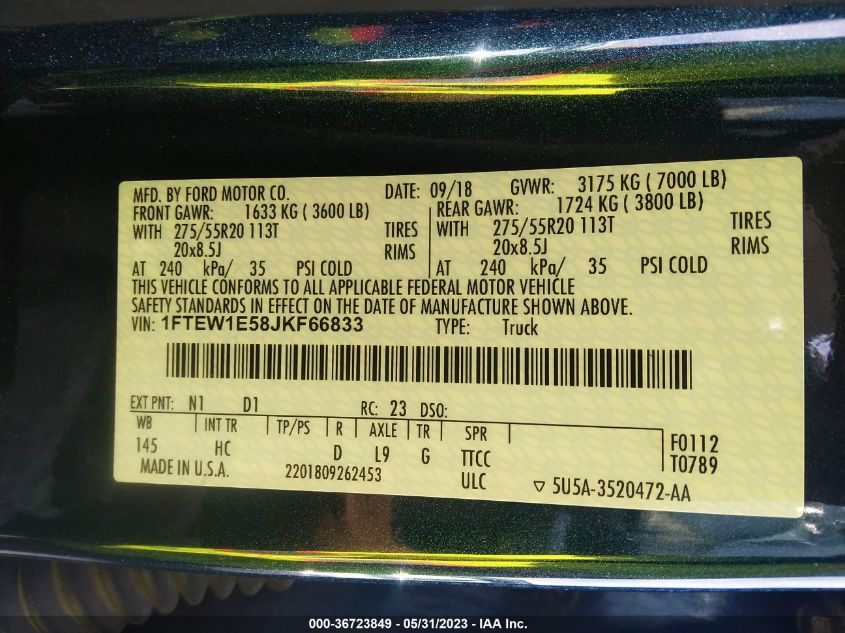 MFD. BY FORD MOTOR CO. DATE: 09/18 GVWR: 3175 KG ( 7000 LB)
FRONT GAWR: 1633 KG ( 3600 LB) REAR GAWR: 1724 KG ( 3800 LB)
WITH 275/55R20 113T TIRES WITH 275/55R20 113T TIRES
20x8.5J RIMS 20x8.5J RIMS
AT 240 kPa/ 35 PSI COLD AT 240 kPa/ 35 PSI COLD
THIS VEHICLE CONFORMS TO ALL APPLICABLE FEDERAL MOTOR VEHICLE
SAFETY STANDARDS IN EFFECT ON THE DATE OF MANUFACTURE SHOWN ABOVE.
VIN: 1FTEW1E58JKF66833 TYPE: Truck
EXT PNT: N1 D1 RC: 23 DSO:
WB INT TR TP/PS R AXLE TR SPR F0112
145 HC D L9 G TTCC T0789
MADE IN U.S.A. 2201809262453 ULC ▽ 5U5A-3520472-AA
000-36723849 - 05/31/2023 - IAA Inc.